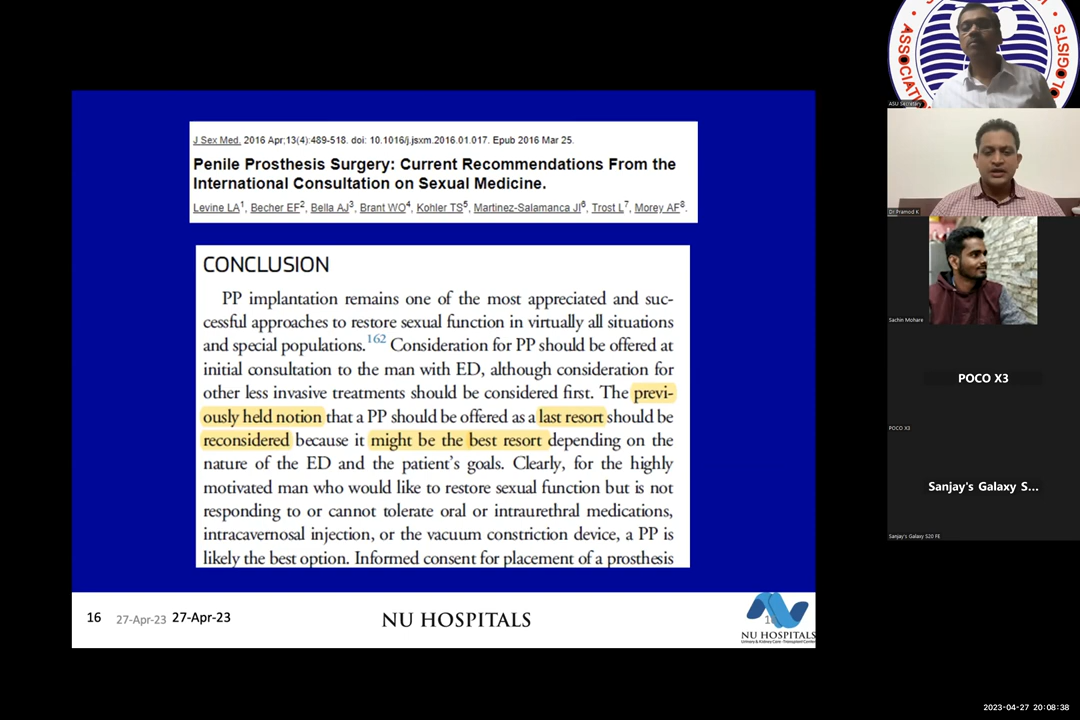 J Sex Med. 2016 Apr;13(4):489-518. doi: 10.1016/j.jsxm.2016.01.017. Epub 2016 Mar 25.
Penile Prosthesis Surgery: Current Recommendations From the
International Consultation on Sexual Medicine.
Levine LA1, Becher EF2, Bella AJ3, Brant WO4, Kohler TS5, Martinez-Salamanca JI6, Trost L7, Morey AF8.
CONCLUSION
PP implantation remains one of the most appreciated and suc-
cessful approaches to restore sexual function in virtually all situations
and special populations.162 Consideration for PP should be offered at
initial consultation to the man with ED, although consideration for
other less invasive treatments should be considered first. The previ-
ously held notion that a PP should be offered as a last resort should be
reconsidered because it might be the best resort depending on the
nature of the ED and the patient's goals. Clearly, for the highly
motivated man who would like to restore sexual function but is not
responding to or cannot tolerate oral or intraurethral medications,
intracavernosal injection, or the vacuum constriction device, a PP is
likely the best option. Informed consent for placement of a prosthesis
16 27-Apr-23 27-Apr-23 NU HOSPITALS
NU HOSPITALS
Urinary & Kidney Care - Transplant Center
ASSOCIAT
OLOGISTS
ASU Secretary
Dr Pramod K
Sachin Mohare
POCO X3
POCO X3
Sanjay's Galaxy S...
Sanjay's Galaxy S20 FE
2023-04-27 20:08:38